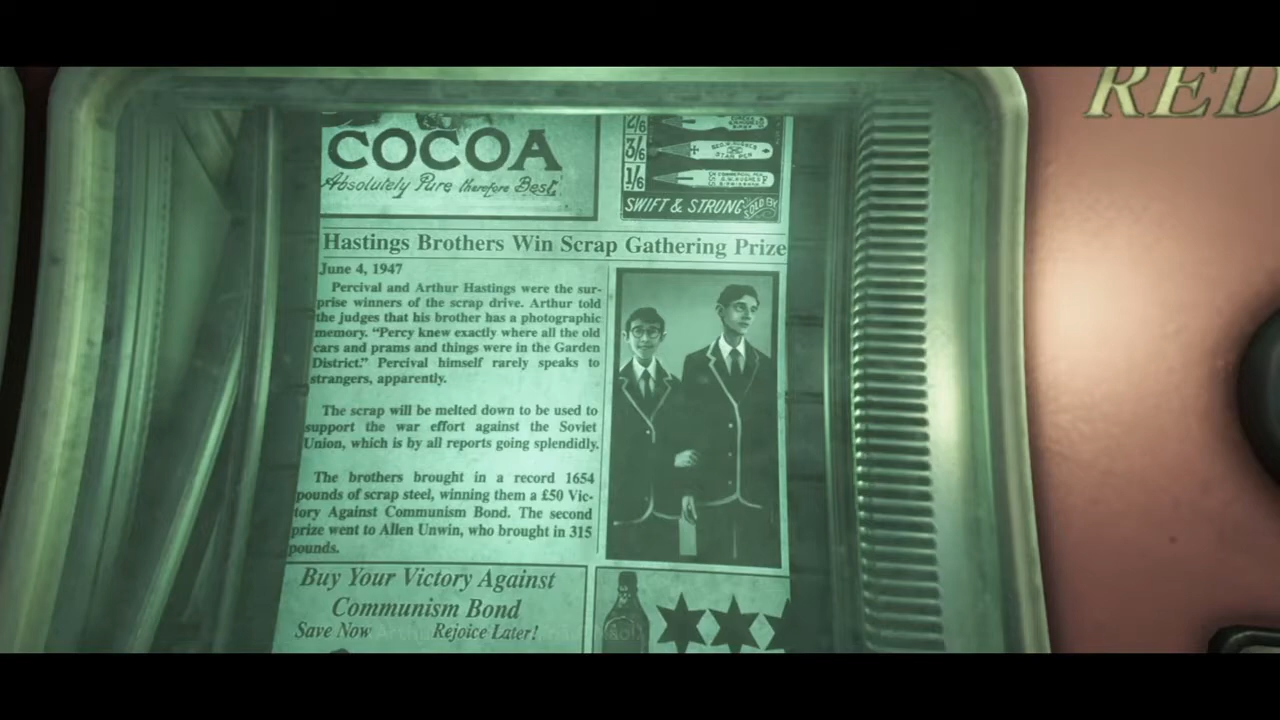 RED
COCOA
Absolutely Pure therefore Best.
2/6
3/6
1/6
STAR PEN
SWIFT & STRONG
SOLD BY
Hastings Brothers Win Scrap Gathering Prize
June 4, 1947
Percival and Arthur Hastings were the sur-
prise winners of the scrap drive. Arthur told
the judges that his brother has a photographic
memory. “Percy knew exactly where all the old
cars and prams and things were in the Garden
District.” Percival himself rarely speaks to
strangers, apparently.
The scrap will be melted down to be used to
support the war effort against the Soviet
Union, which is by all reports going splendidly.
The brothers brought in a record 1654
pounds of scrap steel, winning them a £50 Vic-
tory Against Communism Bond. The second
prize went to Allen Unwin, who brought in 315
pounds.
Buy Your Victory Against
Communism Bond
Save Now Rejoice Later!